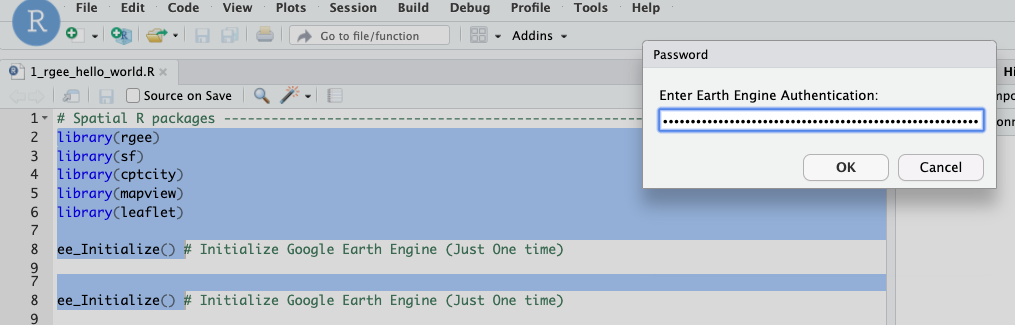 File Edit Code View Plots Session Build Debug Profile Tools Help
R
Go to file/function Addins
Password
1_rgee_hello_world.R
Enter Earth Engine Authentication:
••••••••••••••••••••••••••••••••••••••••••••••••••••••••
Source on Save
OK Cancel
1 # Spatial R packages ------------------------------------------------
2 library(rgee)
3 library(sf)
4 library(cptcity)
5 library(mapview)
6 library(leaflet)
7
8 ee_Initialize() # Initialize Google Earth Engine (Just One time)
9
7
8 ee_Initialize() # Initialize Google Earth Engine (Just One time)
9